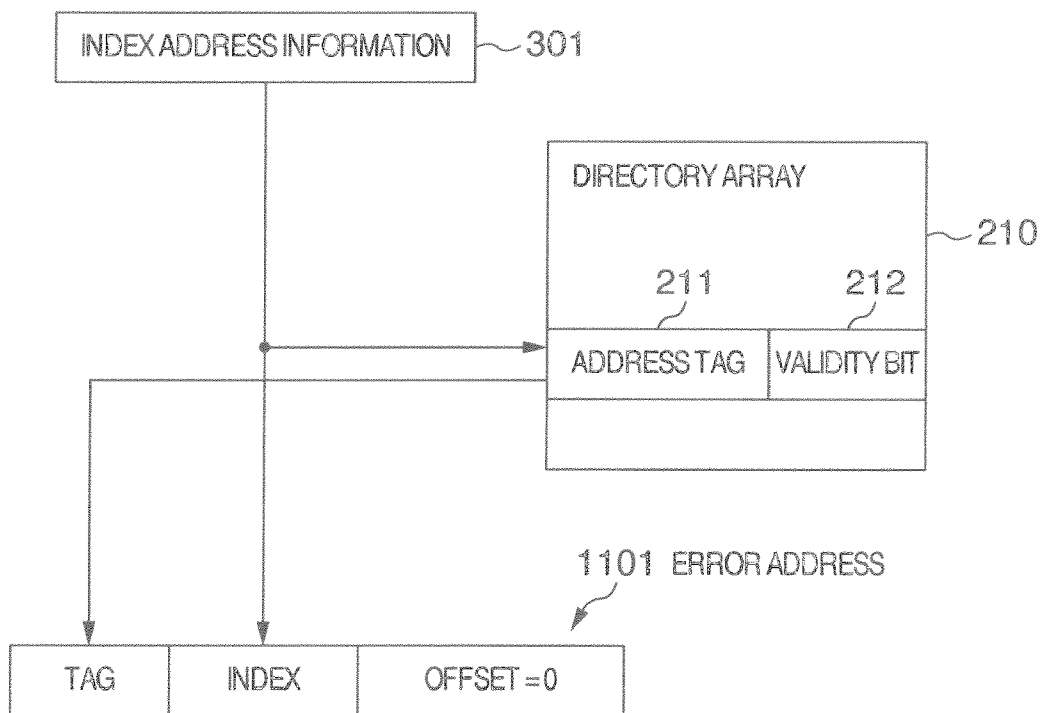 INDEX ADDRESS INFORMATION 301
DIRECTORY ARRAY
210
211 212
ADDRESS TAG VALIDITY BIT
1101 ERROR ADDRESS
TAG INDEX OFFSET=0